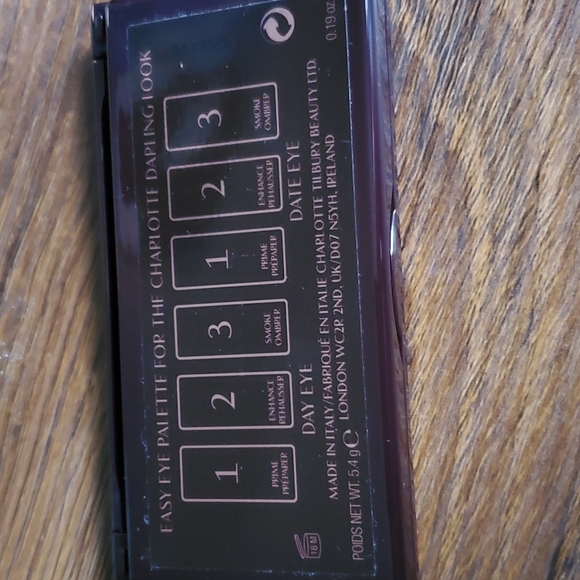 EASY EYE PALETTE FOR THE CHARLOTTE DARLING LOOK
1 2 3 1 2 3
PRIME ENHANCE SMOKE PRIME ENHANCE SMOKE
PRÉPARER REHAUSSER OMBRER PRÉPARER REHAUSSER OMBRER
DAY EYE DATE EYE
MADE IN ITALY/FABRIQUÉ EN ITALIE CHARLOTTE TILBURY BEAUTY LTD.
LONDON WC2R 2ND, UK/D07 N5YH, IRELAND
18 M
POIDS NET WT. 5.4 g ℮ 0.19 oz